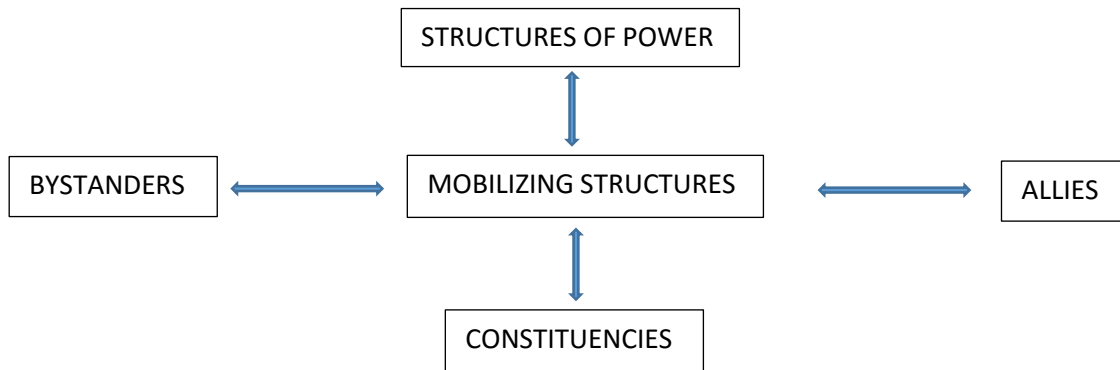 STRUCTURES OF POWER
BYSTANDERS
MOBILIZING STRUCTURES
ALLIES
CONSTITUENCIES